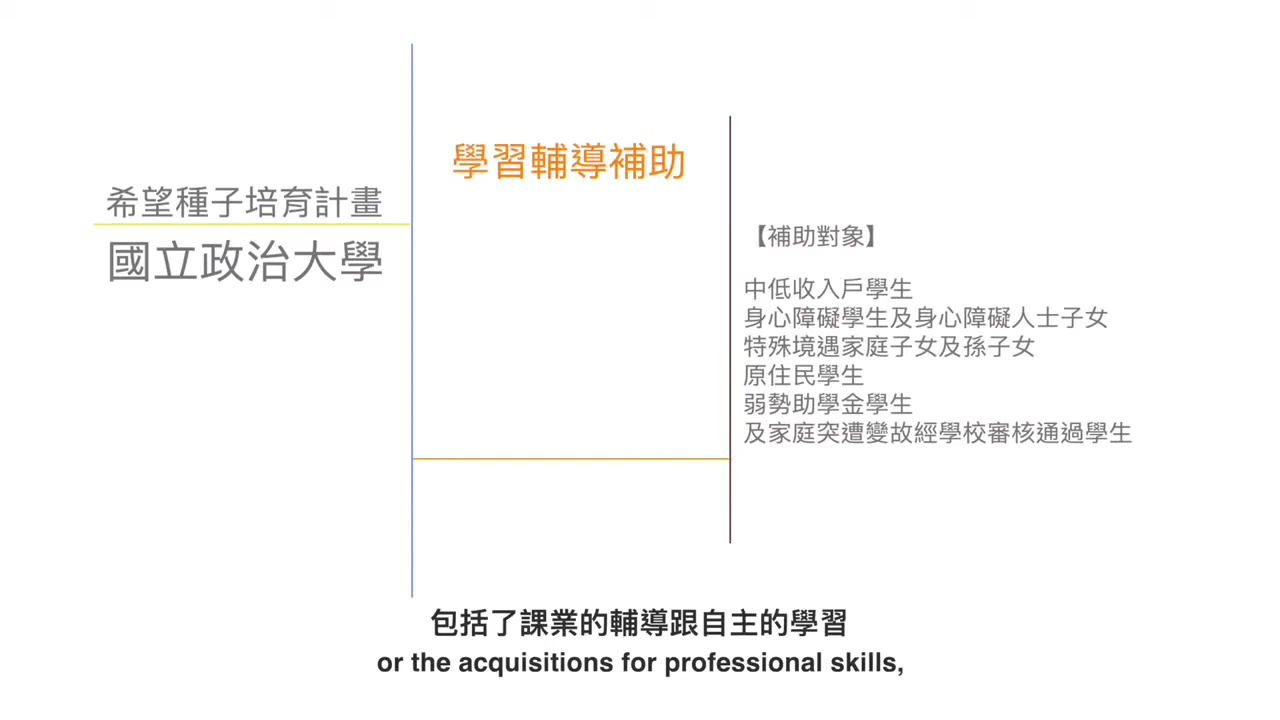 希望種子培育計畫
國立政治大學
學習輔導補助
【補助對象】
中低收入戶學生
身心障礙學生及身心障礙人士子女
特殊境遇家庭子女及孫子女
原住民學生
弱勢助學金學生
及家庭突遭變故經學校審核通過學生
包括了課業的輔導跟自主的學習
or the acquisitions for professional skills,